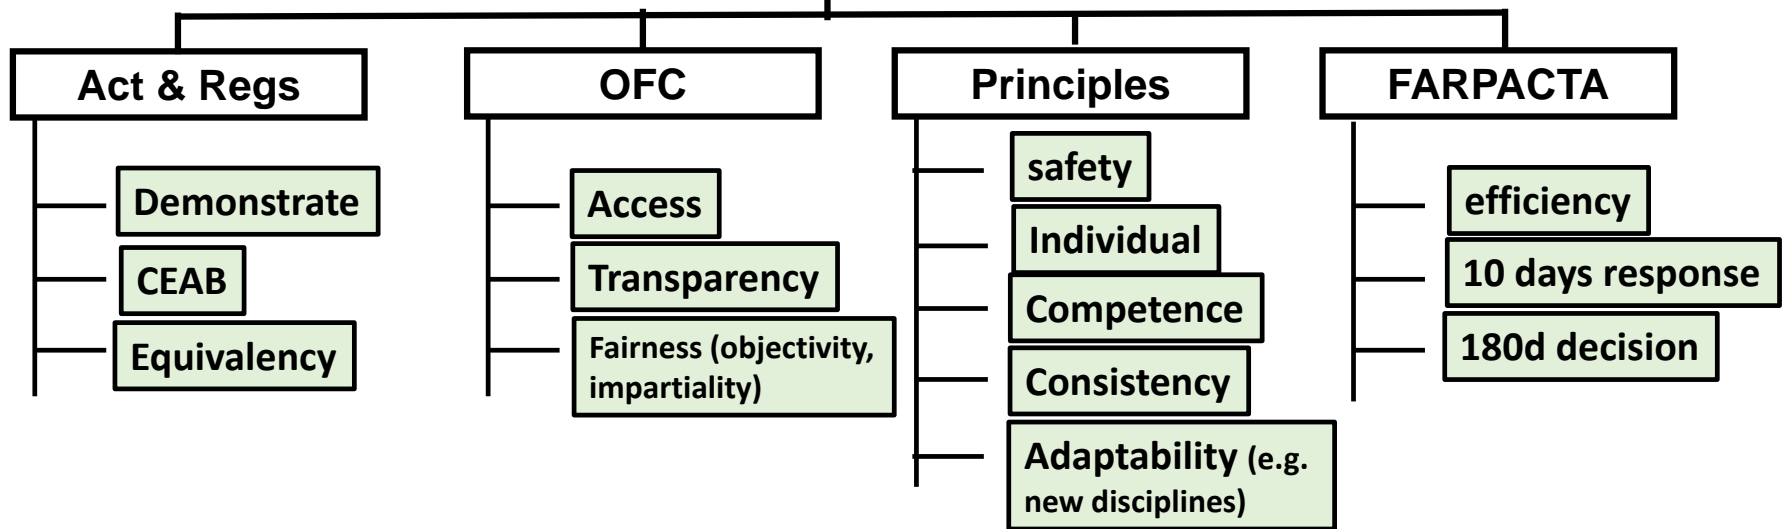 Act & Regs
Demonstrate
CEAB
Equivalency
OFC
Access
Transparency
Fairness (objectivity,
impartiality)
Principles
safety
Individual
Competence
Consistency
Adaptability (e.g.
new disciplines)
FARPACTA
efficiency
10 days response
180d decision